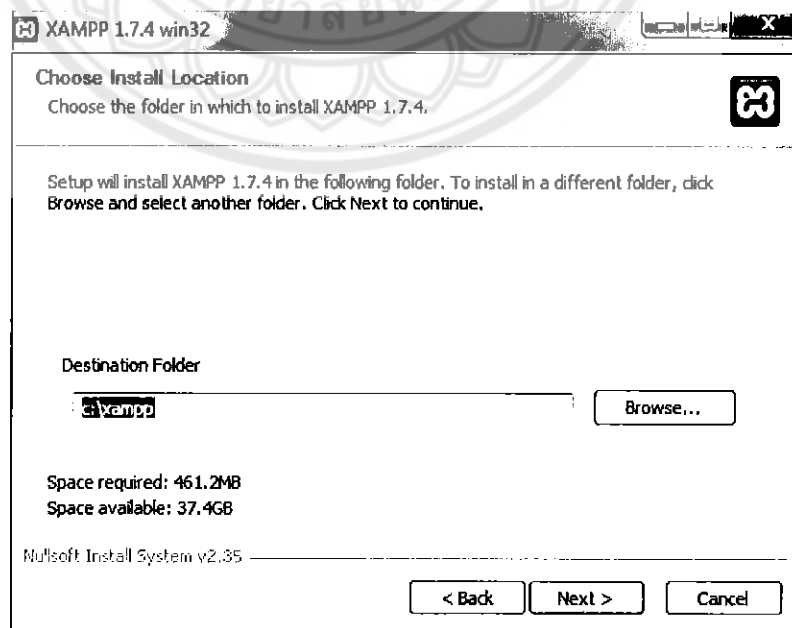 XAMPP 1.7.4 win32
Choose Install Location
Choose the folder in which to install XAMPP 1.7.4.
Setup will install XAMPP 1.7.4 in the following folder. To install in a different folder, click
Browse and select another folder. Click Next to continue.
Destination Folder
c:\xampp
Browse...
Space required: 461.2MB
Space available: 37.4GB
Nullsoft Install System v2.35
< Back
Next >
Cancel